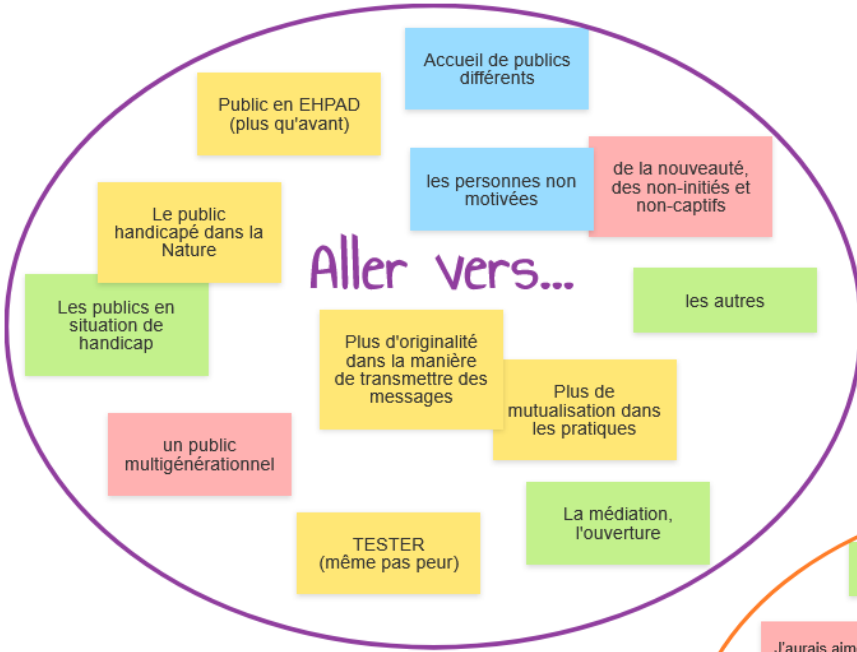 Accueil de publics
différents
Public en EHPAD
(plus qu'avant)
les personnes non
motivées
de la nouveauté,
des non-initiés et
non-captifs
Le public
handicapé dans la
Nature
Aller vers...
Les publics en
situation de
handicap
les autres
Plus d'originalité
dans la manière
de transmettre des
messages
Plus de
mutualisation dans
les pratiques
un public
multigénérationnel
La médiation,
l'ouverture
TESTER
(même pas peur)
J'aurais